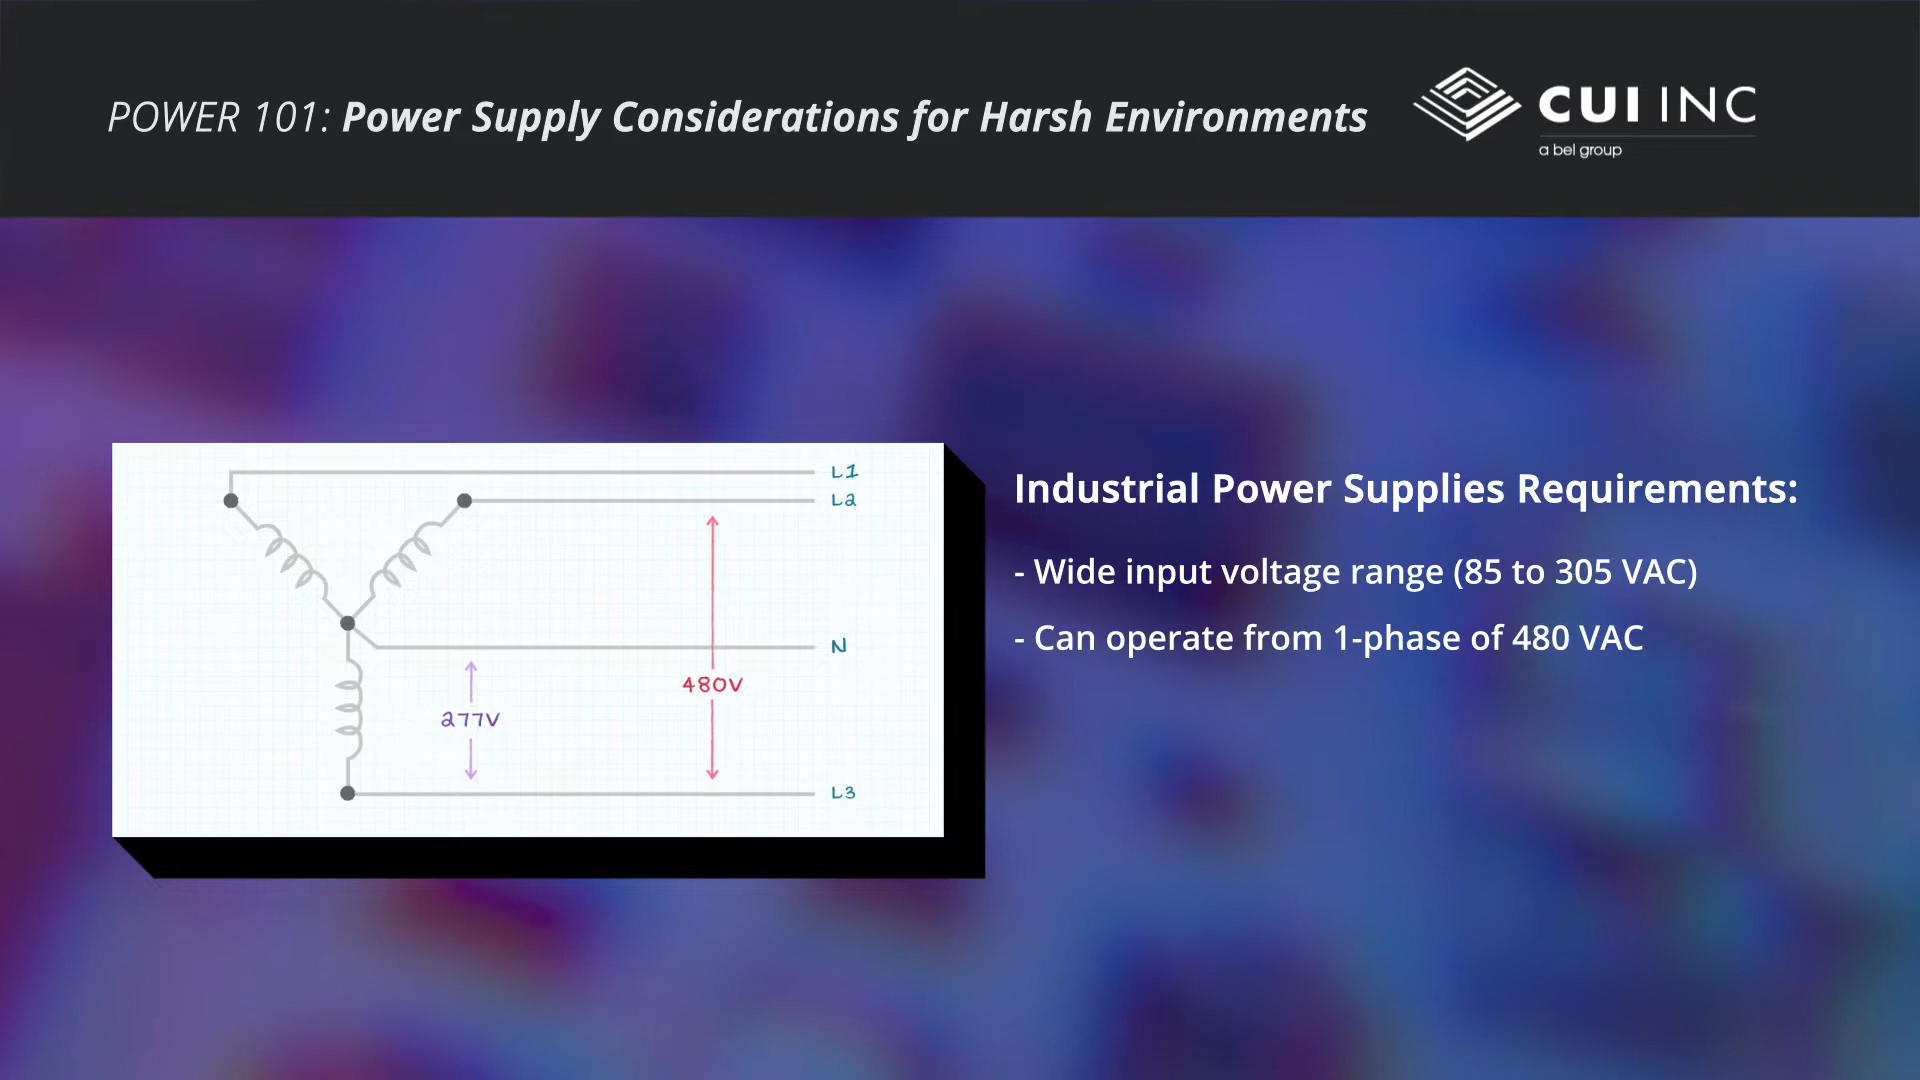 POWER 101: Power Supply Considerations for Harsh Environments
CUI INC
a bel group
L1
L2
N
480V
277V
L3
Industrial Power Supplies Requirements:
- Wide input voltage range (85 to 305 VAC)
- Can operate from 1-phase of 480 VAC